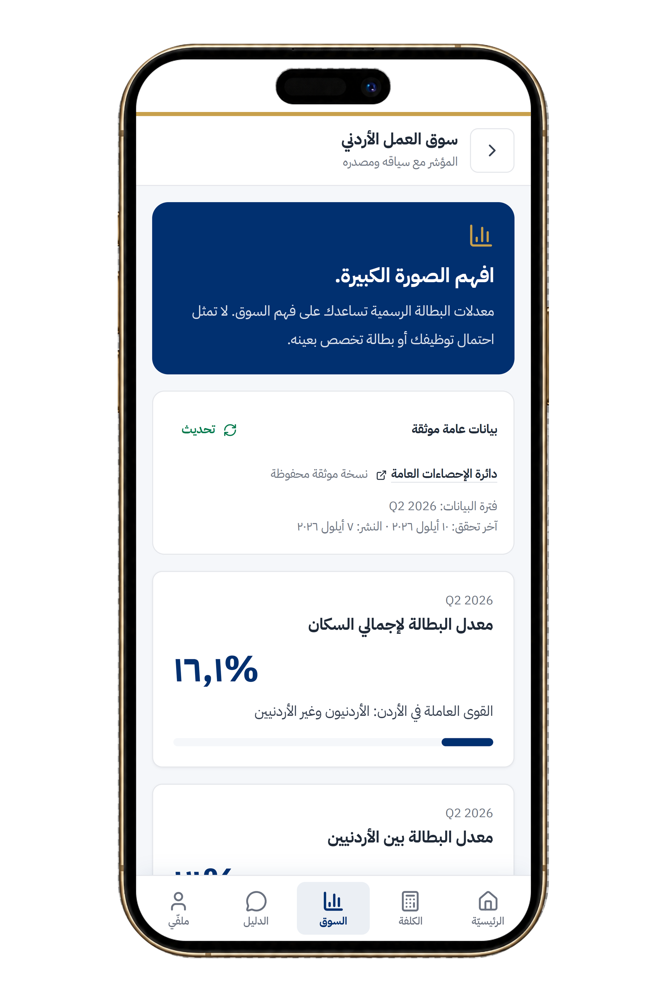 سوق العمل الأردني
المؤشر مع سياقه ومصدره
افهم الصورة الكبيرة.
معدلات البطالة الرسمية تساعدك على فهم السوق. لا تمثل
احتمال توظيفك أو بطالة تخصص بعينه.
بيانات عامة موثقة
تحديث
دائرة الإحصاءات العامة نسخة موثقة محفوظة
فترة البيانات: Q2 2026
آخر تحقق: ١٠ أيلول ٢٠٢٦ · النشر: ٧ أيلول ٢٠٢٦
Q2 2026
معدل البطالة لإجمالي السكان
١٦,١%
القوى العاملة في الأردن: الأردنيون وغير الأردنيين
Q2 2026
معدل البطالة بين الأردنيين
الرئيسيّة
الكلفة
السوق
الدليل
ملفّي